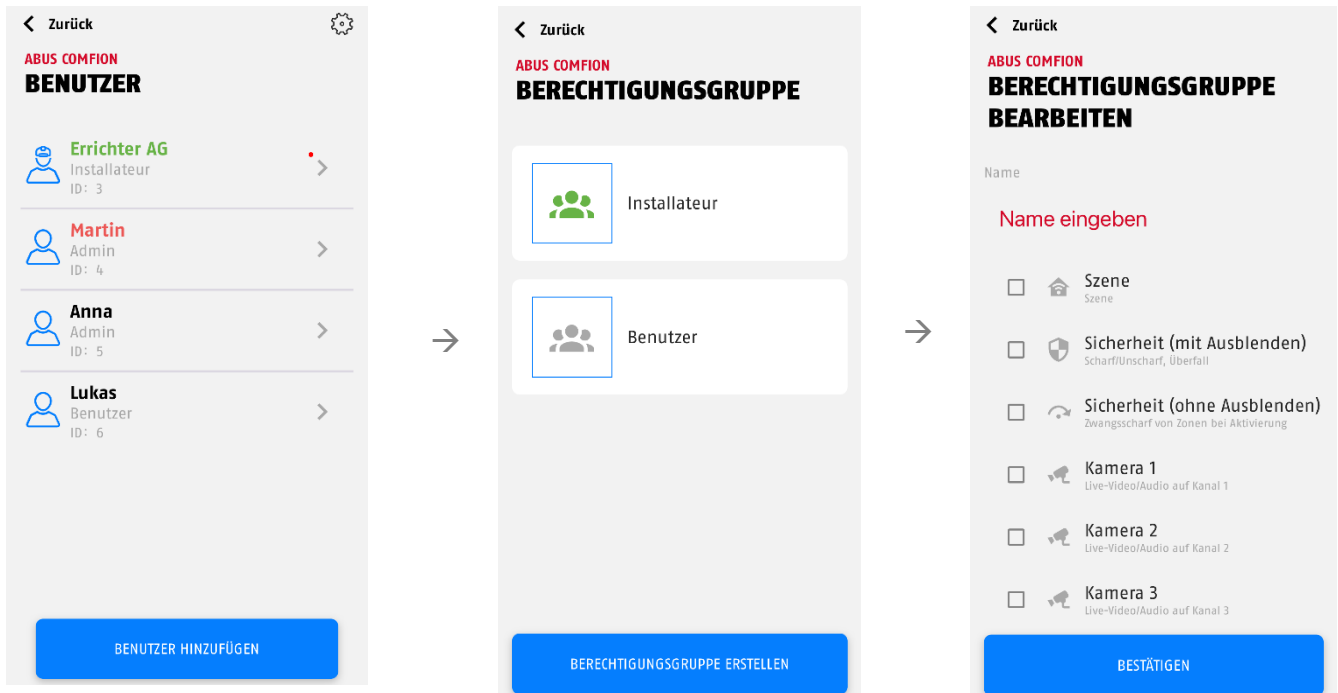 Zurück
ABUS COMFION
BENUTZER
Errichter AG
Installateur
ID: 3
Martin
Admin
ID: 4
Anna
Admin
ID: 5
Lukas
Benutzer
ID: 6
BENUTZER HINZUFÜGEN
Zurück
ABUS COMFION
BERECHTIGUNGSGRUPPE
Installateur
Benutzer
BERECHTIGUNGSGRUPPE ERSTELLEN
Zurück
ABUS COMFION
BERECHTIGUNGSGRUPPE
BEARBEITEN
Name
Name eingeben
Szene
Szene
Sicherheit (mit Ausblenden)
Scharf/Unscharf, Überfall
Sicherheit (ohne Ausblenden)
Zwangsscharf von Zonen bei Aktivierung
Kamera 1
Live-Video/Audio auf Kanal 1
Kamera 2
Live-Video/Audio auf Kanal 2
Kamera 3
Live-Video/Audio auf Kanal 3
BESTÄTIGEN